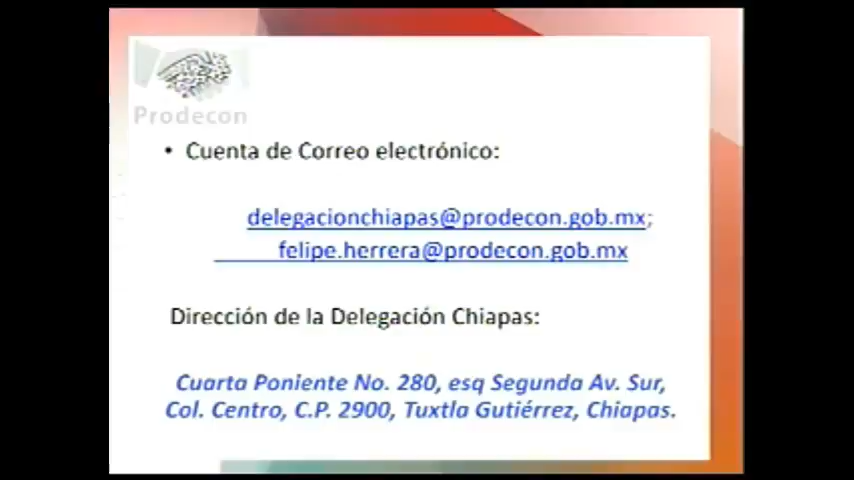 Prodecon
• Cuenta de Correo electrónico:
delegacionchiapas@prodecon.gob.mx;
felipe.herrera@prodecon.gob.mx
Dirección de la Delegación Chiapas:
Cuarta Poniente No. 280, esq Segunda Av. Sur,
Col. Centro, C.P. 2900, Tuxtla Gutiérrez, Chiapas.